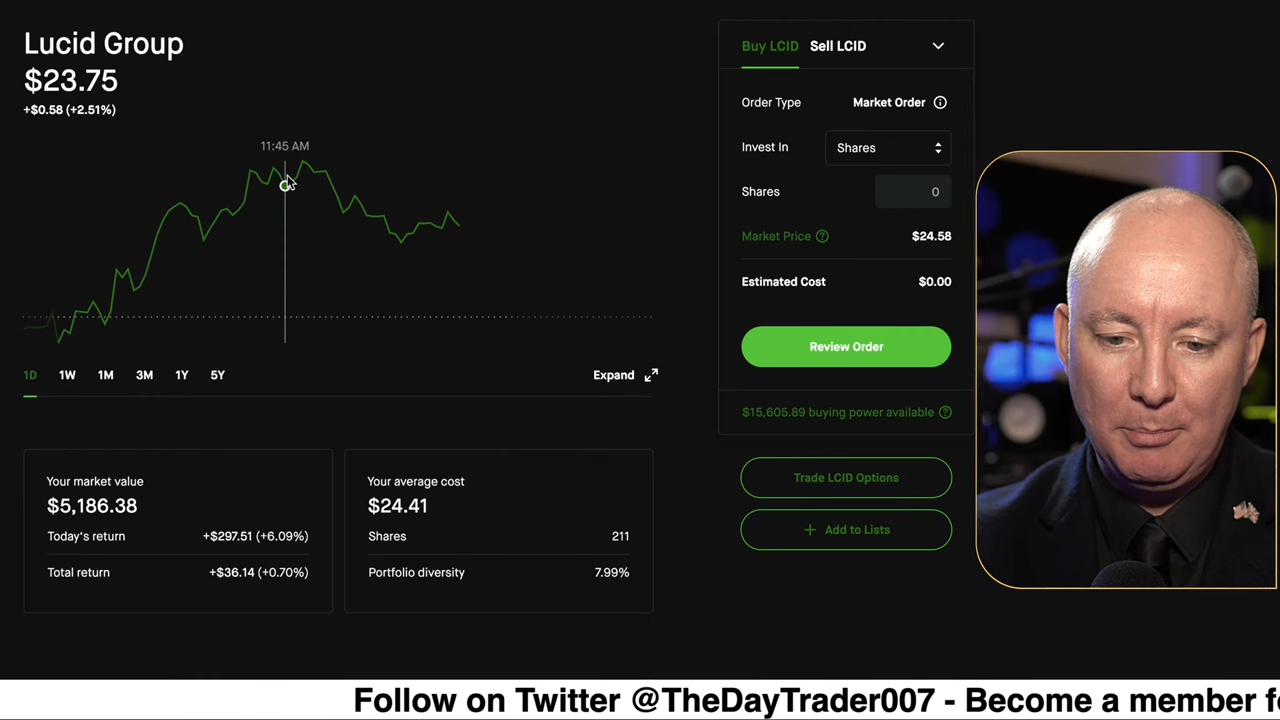 Lucid Group
$23.75
+$0.58 (+2.51%)
11:45 AM
1D 1W 1M 3M 1Y 5Y
Expand
Your market value
$5,186.38
Today's return +$297.51 (+6.09%)
Total return +$36.14 (+0.70%)
Your average cost
$24.41
Shares 211
Portfolio diversity 7.99%
Buy LCID Sell LCID
Order Type Market Order
Invest In Shares
Shares 0
Market Price $24.58
Estimated Cost $0.00
Review Order
$15,605.89 buying power available
Trade LCID Options
+ Add to Lists
Follow on Twitter @TheDayTrader007 - Become a member f